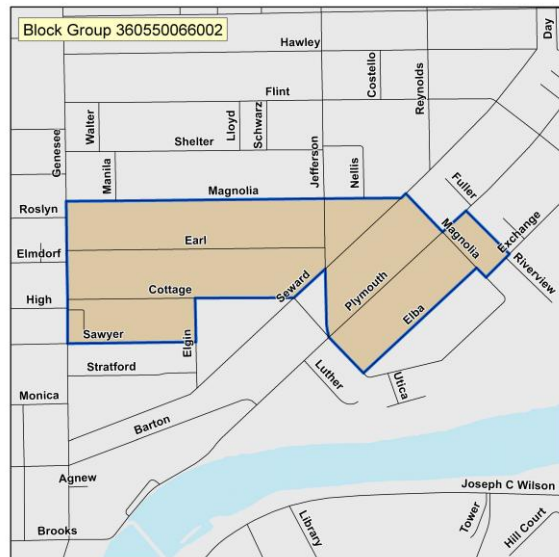 Block Group 360550066002
Day
Hawley
Costello
Reynolds
Flint
Walter
Lloyd
Schwarz
Shelter
Genesee
Jefferson
Manila
Nellis
Fuller
Magnolia
Roslyn
Magnolia
Exchange
Earl
Elmdorf
Riverview
Seward
Plymouth
High
Cottage
Elba
Sawyer
Elgin
Stratford
Luther
Utica
Monica
Barton
Agnew
Joseph C Wilson
Library
Tower
Hill Court
Brooks